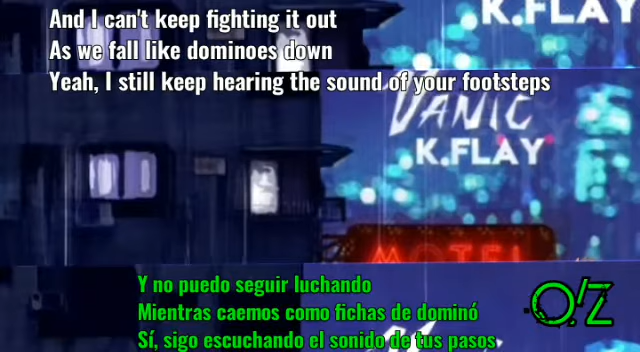 K.FLAY
And I can't keep fighting it out
As we fall like dominoes down
Yeah, I still keep hearing the sound of your footsteps
PANIC
K.FLAY
MOTEL
Y no puedo seguir luchando
Mientras caemos como fichas de dominó
Sí, sigo escuchando el sonido de tus pasos
O'Z